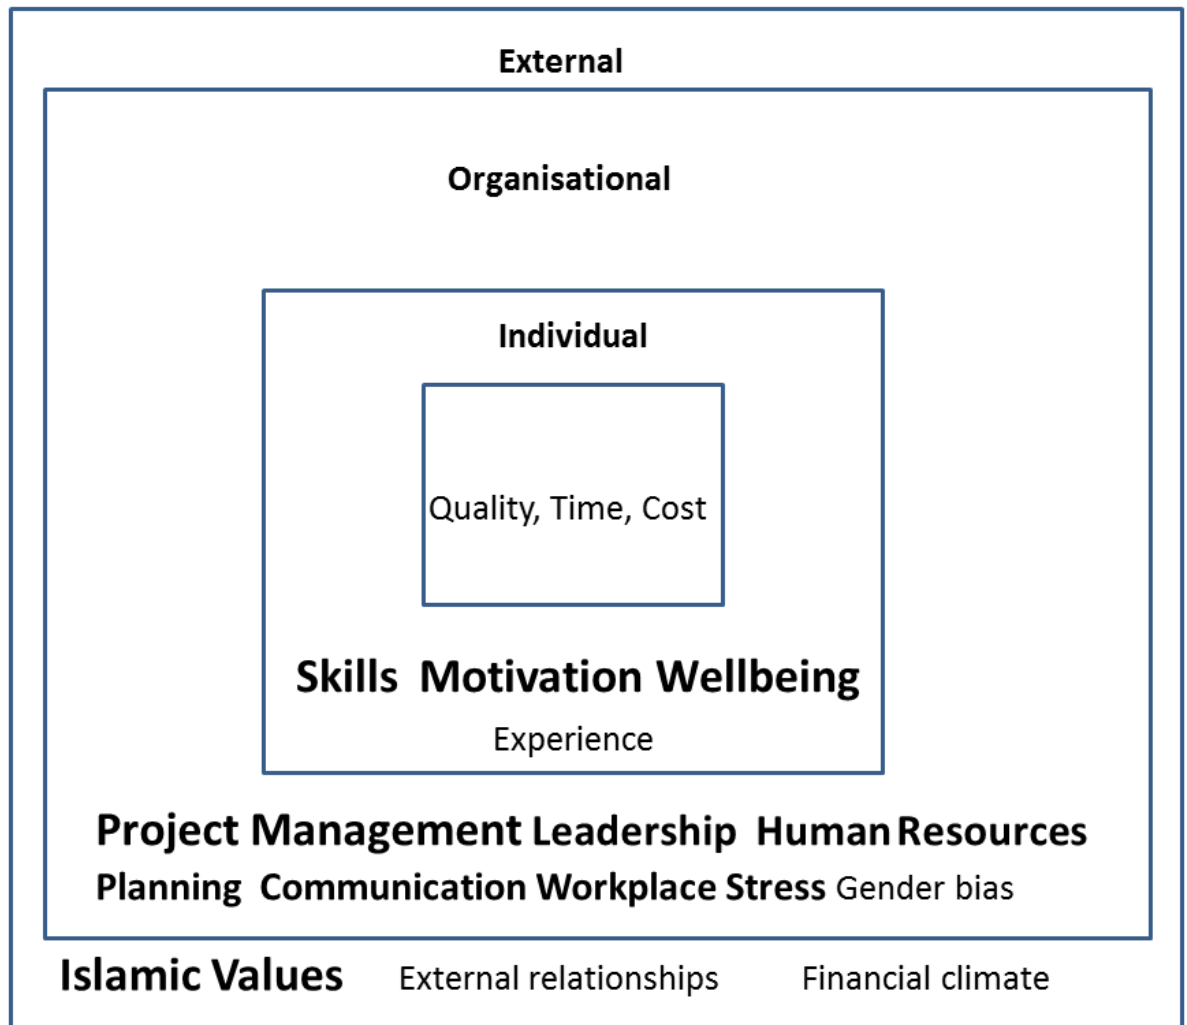 External
Organisational
Individual
Quality, Time, Cost
Skills Motivation Wellbeing
Experience
Project Management Leadership Human Resources
Planning Communication Workplace Stress Gender bias
Islamic Values External relationships Financial climate